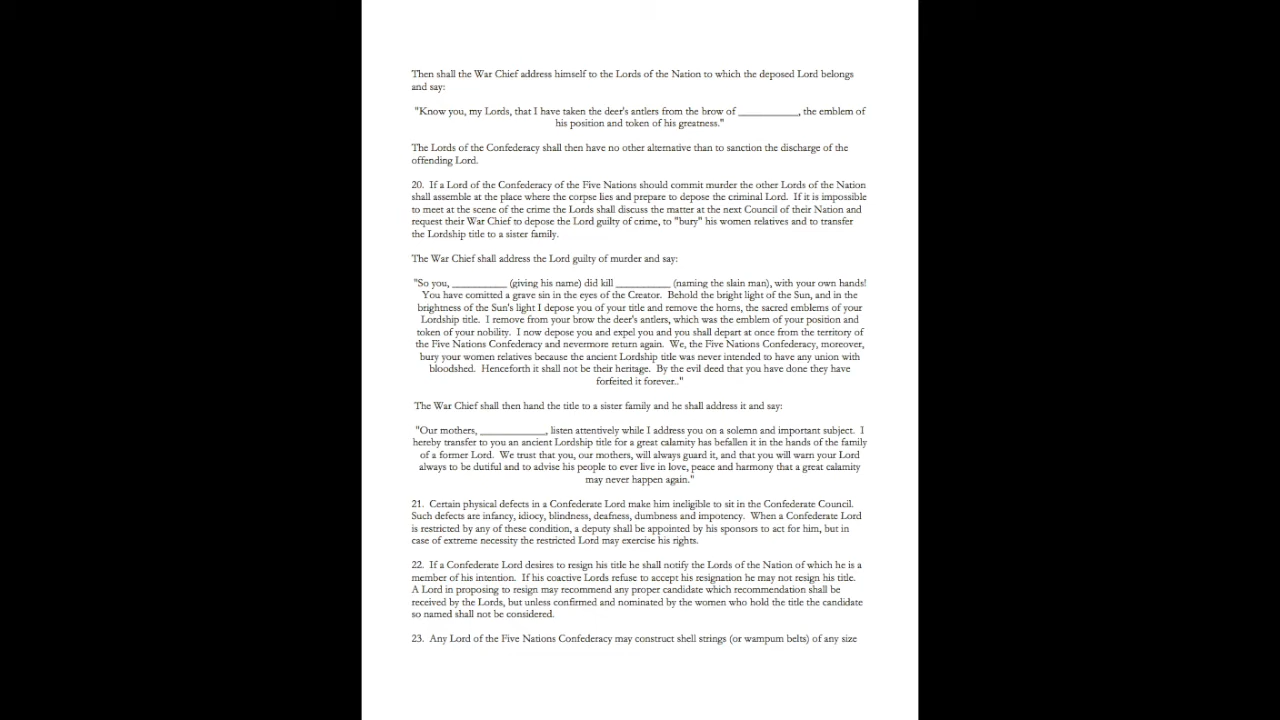 Then shall the War Chief address himself to the Lords of the Nation to which the deposed Lord belongs
and say:
"Know you, my Lords, that I have taken the deer's antlers from the brow of ___________, the emblem of
his position and token of his greatness."
The Lords of the Confederacy shall then have no other alternative than to sanction the discharge of the
offending Lord.
20. If a Lord of the Confederacy of the Five Nations should commit murder the other Lords of the Nation
shall assemble at the place where the corpse lies and prepare to depose the criminal Lord. If it is impossible
to meet at the scene of the crime the Lords shall discuss the matter at the next Council of their Nation and
request their War Chief to depose the Lord guilty of crime, to "bury" his women relatives and to transfer
the Lordship title to a sister family.
The War Chief shall address the Lord guilty of murder and say:
"So you, __________ (giving his name) did kill __________ (naming the slain man), with your own hands!
You have comitted a grave sin in the eyes of the Creator. Behold the bright light of the Sun, and in the
brightness of the Sun's light I depose you of your title and remove the horns, the sacred emblems of your
Lordship title. I remove from your brow the deer's antlers, which was the emblem of your position and
token of your nobility. I now depose you and expel you and you shall depart at once from the territory of
the Five Nations Confederacy and nevermore return again. We, the Five Nations Confederacy, moreover,
bury your women relatives because the ancient Lordship title was never intended to have any union with
bloodshed. Henceforth it shall not be their heritage. By the evil deed that you have done they have
forfeited it forever.."
The War Chief shall then hand the title to a sister family and he shall address it and say:
"Our mothers, ____________, listen attentively while I address you on a solemn and important subject. I
hereby transfer to you an ancient Lordship title for a great calamity has befallen it in the hands of the family
of a former Lord. We trust that you, our mothers, will always guard it, and that you will warn your Lord
always to be dutiful and to advise his people to ever live in love, peace and harmony that a great calamity
may never happen again."
21. Certain physical defects in a Confederate Lord make him ineligible to sit in the Confederate Council.
Such defects are infancy, idiocy, blindness, deafness, dumbness and impotency. When a Confederate Lord
is restricted by any of these condition, a deputy shall be appointed by his sponsors to act for him, but in
case of extreme necessity the restricted Lord may exercise his rights.
22. If a Confederate Lord desires to resign his title he shall notify the Lords of the Nation of which he is a
member of his intention. If his coactive Lords refuse to accept his resignation he may not resign his title.
A Lord in proposing to resign may recommend any proper candidate which recommendation shall be
received by the Lords, but unless confirmed and nominated by the women who hold the title the candidate
so named shall not be considered.
23. Any Lord of the Five Nations Confederacy may construct shell strings (or wampum belts) of any size